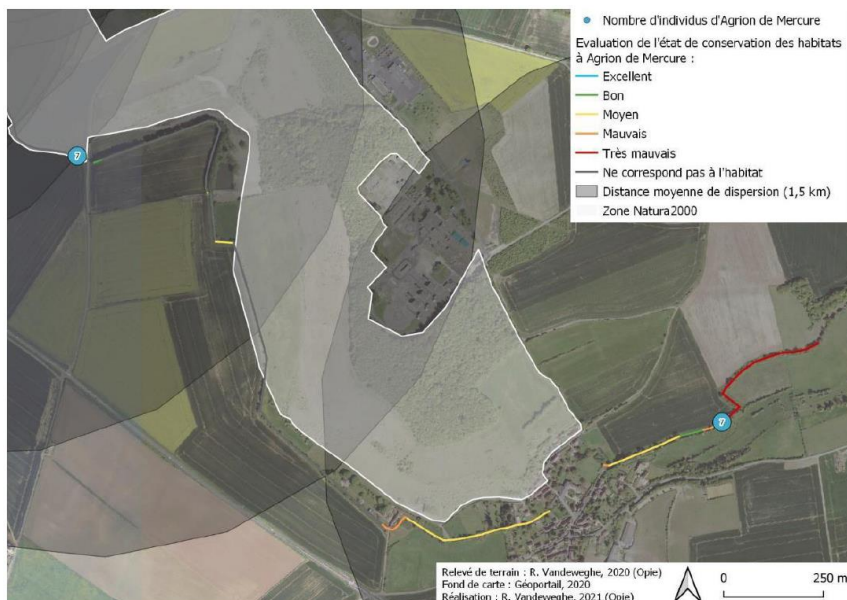 Nombre d'individus d'Agrion de Mercure
Evaluation de l'état de conservation des habitats
à Agrion de Mercure :
Excellent
Bon
Moyen
Mauvais
Très mauvais
Ne correspond pas à l'habitat
Distance moyenne de dispersion (1,5 km)
Zone Natura2000
7
7
Relevé de terrain : R. Vandeweghe, 2020 (Opie)
Fond de carte : Géoportail, 2020
Réalisation : R. Vandeweghe, 2021 (Opie)
0 250 m